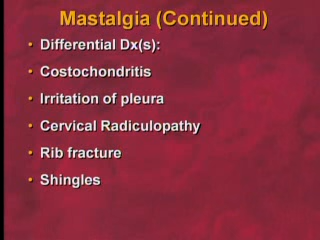 Mastalgia (Continued)
• Differential Dx(s):
• Costochondritis
• Irritation of pleura
• Cervical Radiculopathy
• Rib fracture
• Shingles